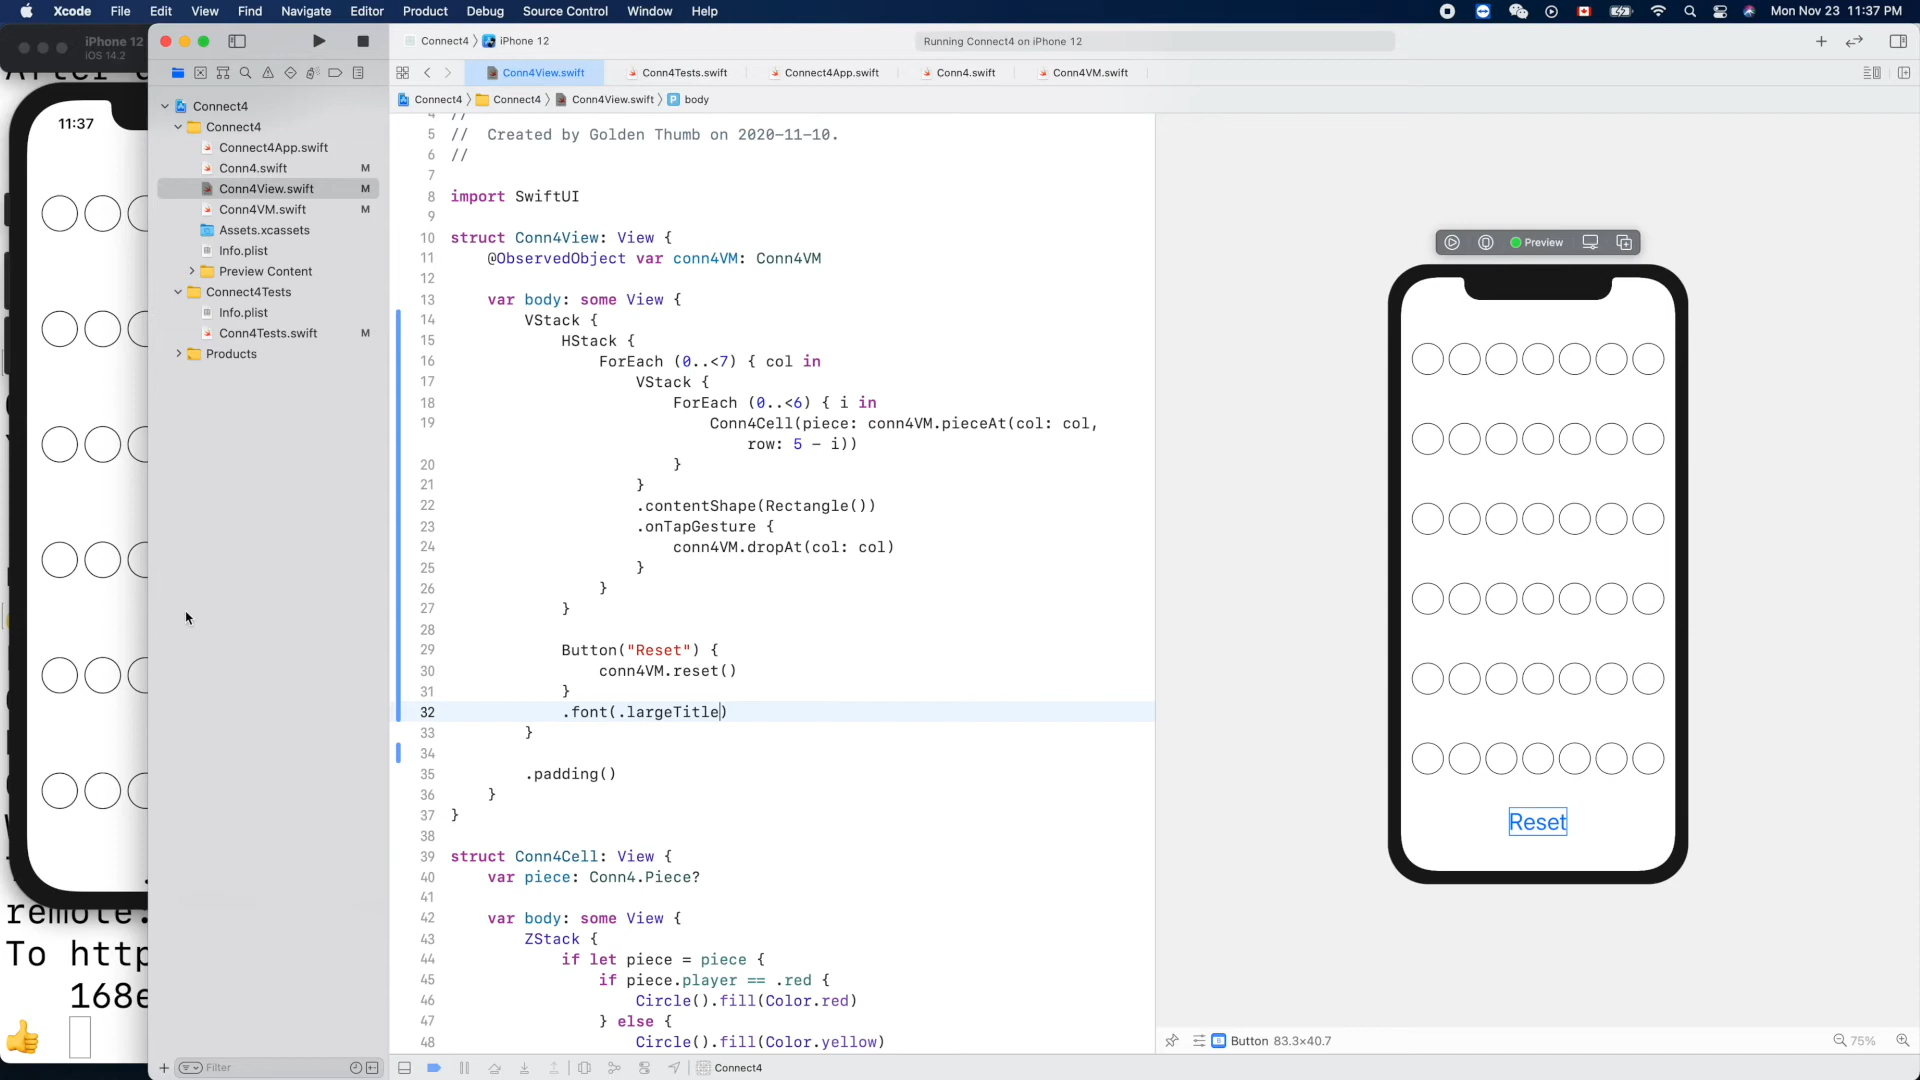 Xcode File Edit View Find Navigate Editor Product Debug Source Control Window Help Mon Nov 23 11:37 PM
iPhone 12
iOS 14.2
Connect4 iPhone 12
Running Connect4 on iPhone 12
Conn4View.swift Conn4Tests.swift Connect4App.swift Conn4.swift Conn4VM.swift
Connect4 Connect4 Conn4View.swift P body
11:37
Connect4
Connect4
Connect4App.swift
Conn4.swift M
Conn4View.swift M
Conn4VM.swift M
Assets.xcassets
Info.plist
Preview Content
Connect4Tests
Info.plist
Conn4Tests.swift M
Products
4 //
5 // Created by Golden Thumb on 2020-11-10.
6 //
7
8 import SwiftUI
9
10 struct Conn4View: View {
11 @ObservedObject var conn4VM: Conn4VM
12
13 var body: some View {
14 VStack {
15 HStack {
16 ForEach (0..<7) { col in
17 VStack {
18 ForEach (0..<6) { i in
19 Conn4Cell(piece: conn4VM.pieceAt(col: col,
row: 5 - i))
20 }
21 }
22 .contentShape(Rectangle())
23 .onTapGesture {
24 conn4VM.dropAt(col: col)
25 }
26 }
27 }
28
29 Button("Reset") {
30 conn4VM.reset()
31 }
32 .font(.largeTitle)
33 }
34
35 .padding()
36 }
37 }
38
39 struct Conn4Cell: View {
40 var piece: Conn4.Piece?
41
42 var body: some View {
43 ZStack {
44 if let piece = piece {
45 if piece.player == .red {
46 Circle().fill(Color.red)
47 } else {
48 Circle().fill(Color.yellow)
Preview
Reset
remote.
To http
168e
Button 83.3×40.7
75%
Filter
Connect4